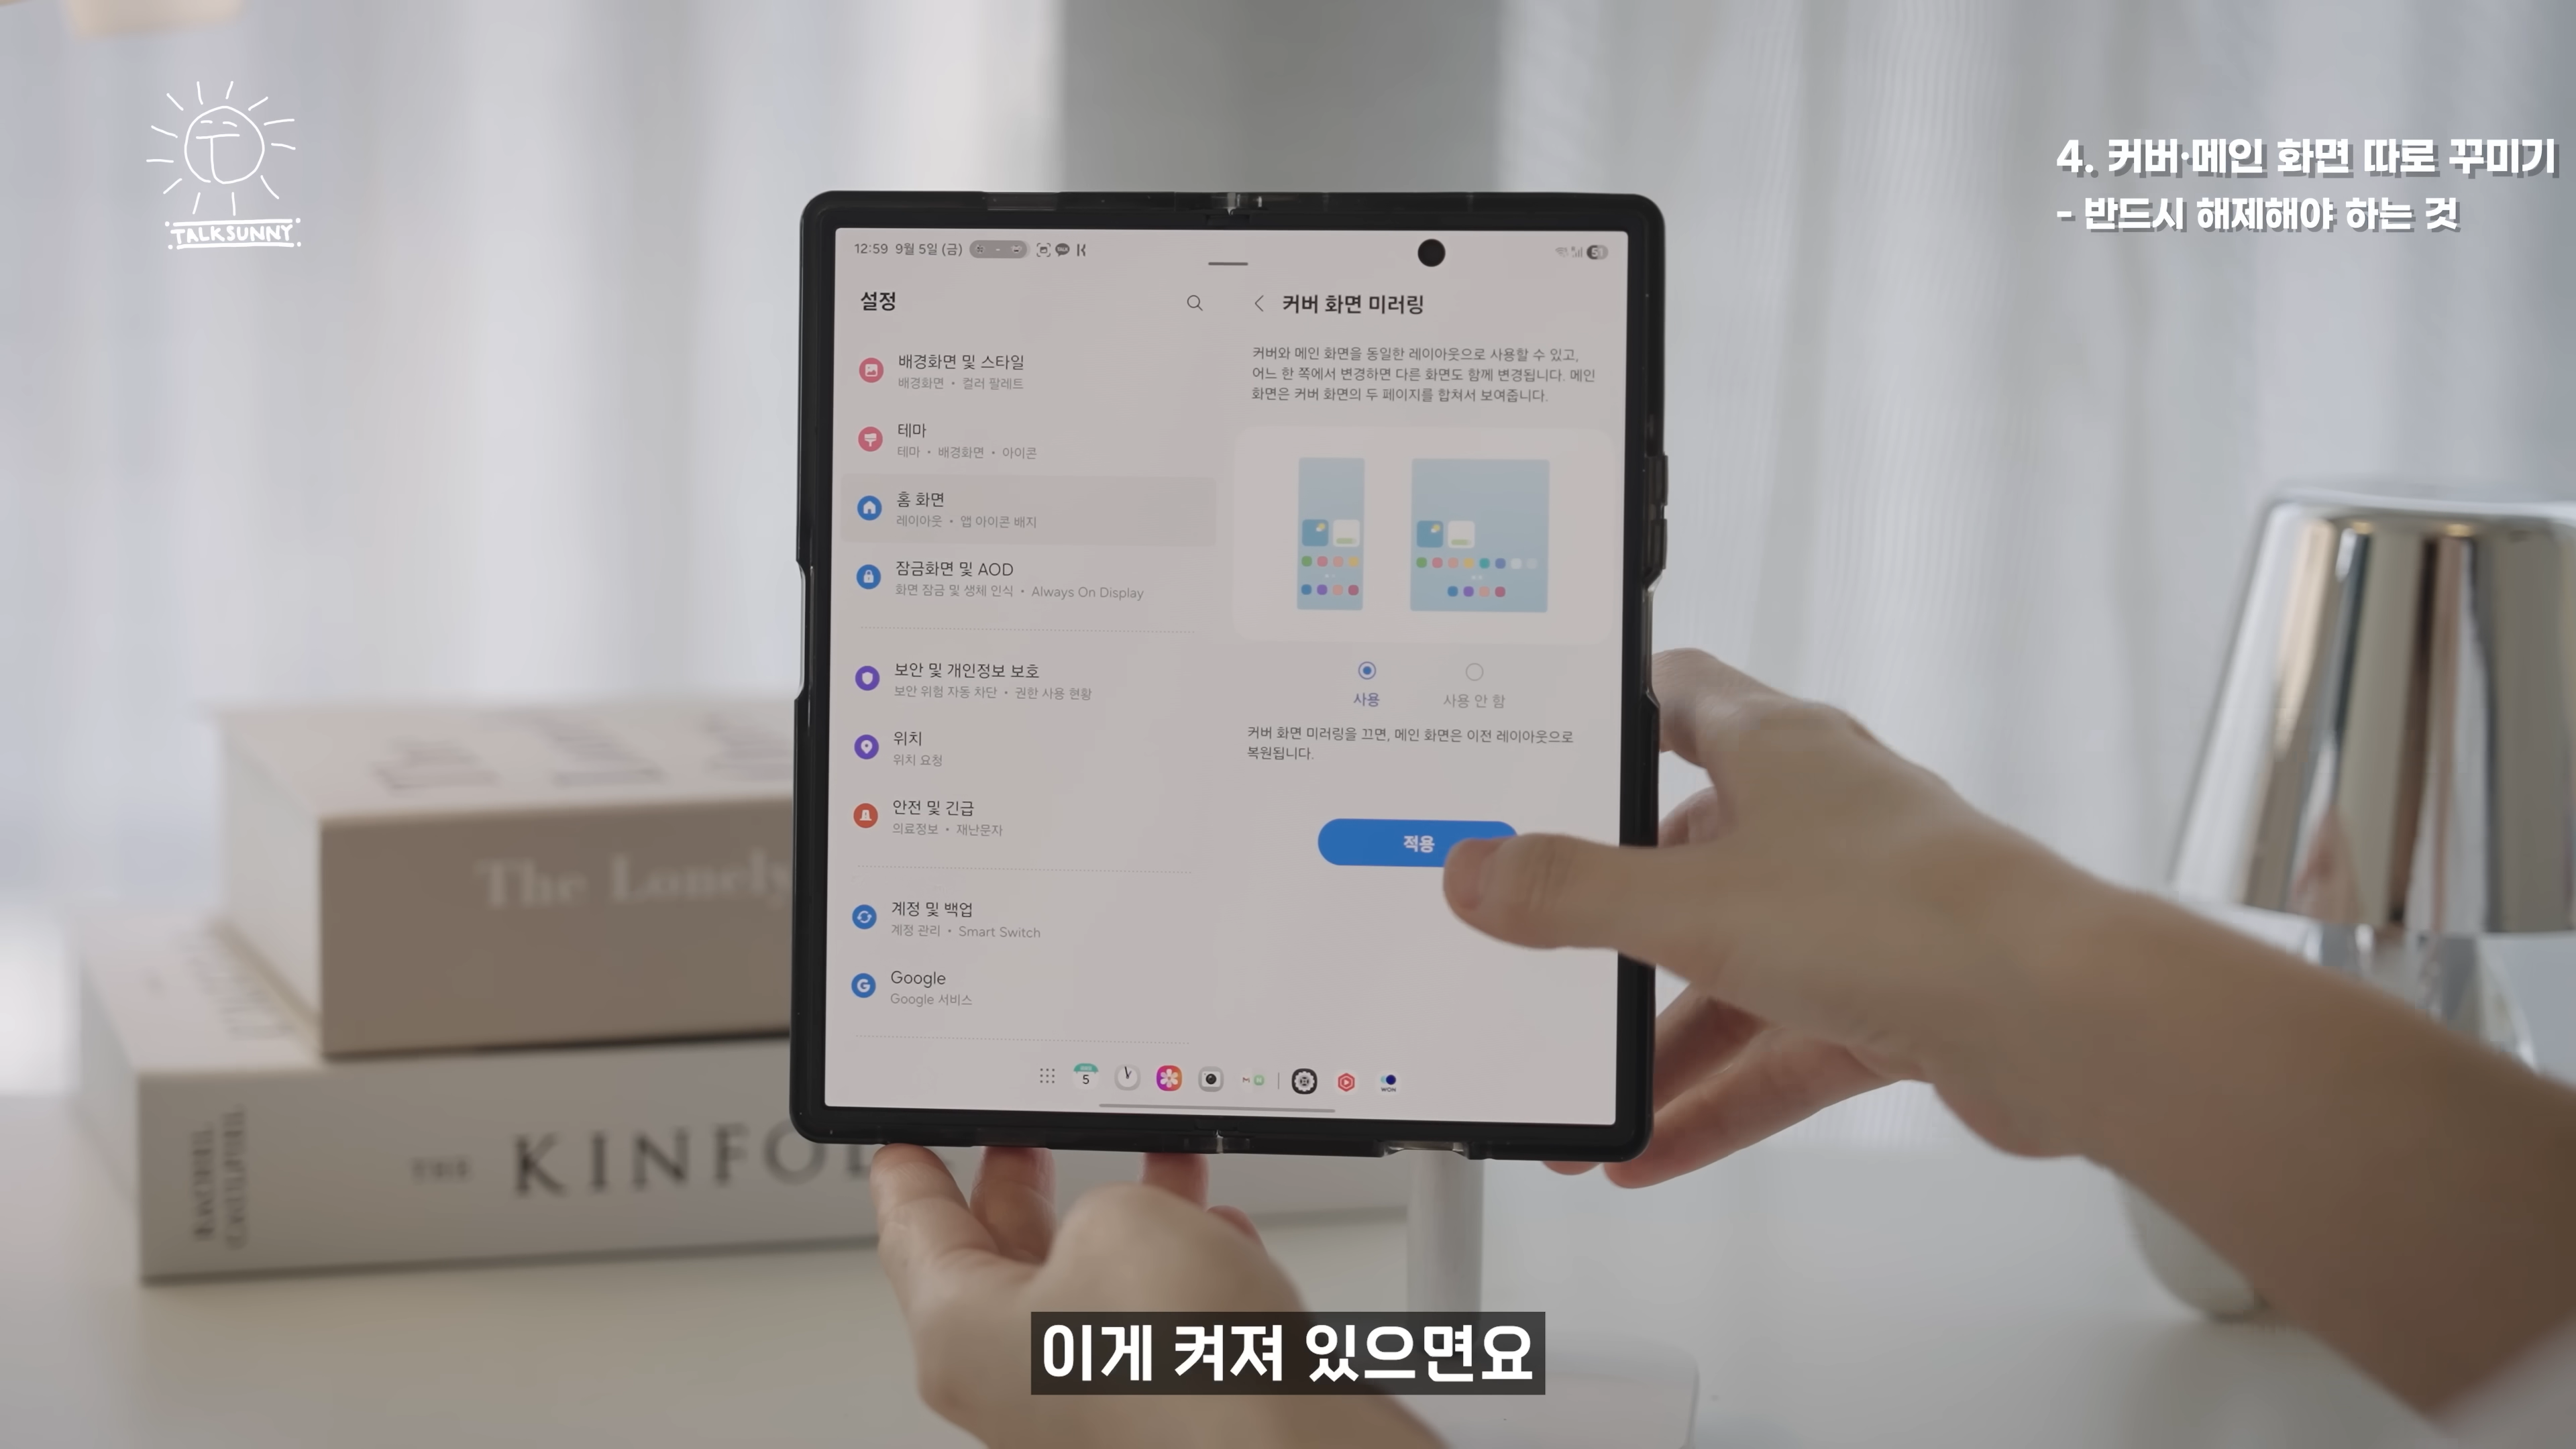 TALKSUNNY
4. 커버·메인 화면 따로 꾸미기
- 반드시 해제해야 하는 것
12:59 9월 5일 (금)
설정
배경화면 및 스타일
배경화면 • 컬러 팔레트
테마
테마 • 배경화면 • 아이콘
홈 화면
레이아웃 • 앱 아이콘 배지
잠금화면 및 AOD
화면 잠금 및 생체 인식 • Always On Display
보안 및 개인정보 보호
보안 위험 자동 차단 • 권한 사용 현황
위치
위치 요청
안전 및 긴급
의료정보 • 재난문자
계정 및 백업
계정 관리 • Smart Switch
Google
Google 서비스
커버 화면 미러링
커버와 메인 화면을 동일한 레이아웃으로 사용할 수 있고,
어느 한 쪽에서 변경하면 다른 화면도 함께 변경됩니다. 메인
화면은 커버 화면의 두 페이지를 합쳐서 보여줍니다.
사용
사용 안 함
커버 화면 미러링을 끄면, 메인 화면은 이전 레이아웃으로
복원됩니다.
적용
5
WON
The Lonely
THE KINFOL
이게 켜져 있으면요